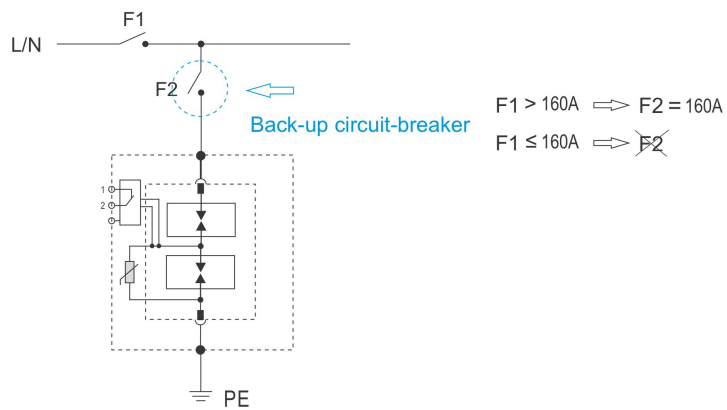 F1
L/N
F2
Back-up circuit-breaker
F1 > 160A ⇨ F2 = 160A
F1 ≤ 160A ⇨ F2
1
2
PE